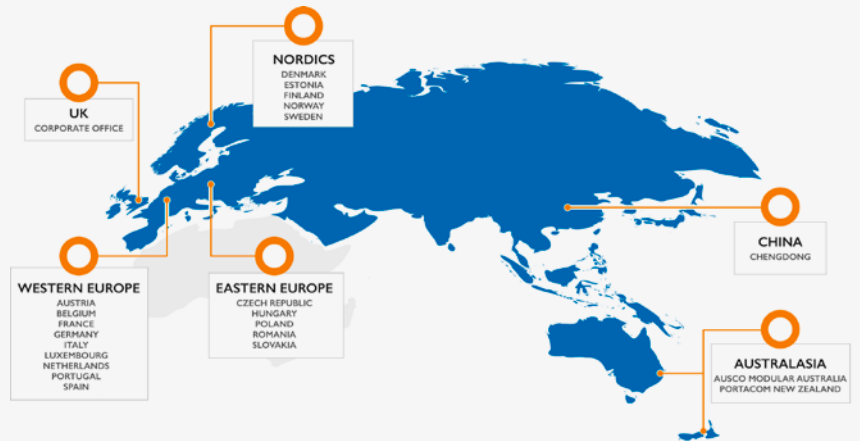 NORDICS
DENMARK
ESTONIA
FINLAND
NORWAY
SWEDEN
UK
CORPORATE OFFICE
WESTERN EUROPE
AUSTRIA
BELGIUM
FRANCE
GERMANY
ITALY
LUXEMBOURG
NETHERLANDS
PORTUGAL
SPAIN
EASTERN EUROPE
CZECH REPUBLIC
HUNGARY
POLAND
ROMANIA
SLOVAKIA
CHINA
CHENGDONG
AUSTRALASIA
AUSCO MODULAR AUSTRALIA
PORTACOM NEW ZEALAND